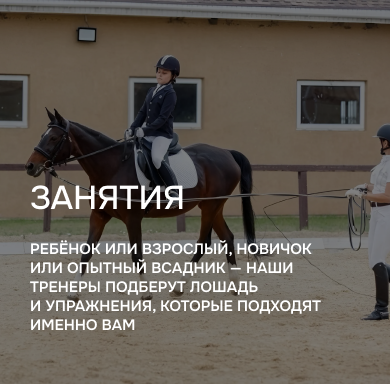 ЗАНЯТИЯ
РЕБЁНОК ИЛИ ВЗРОСЛЫЙ, НОВИЧОК
ИЛИ ОПЫТНЫЙ ВСАДНИК — НАШИ
ТРЕНЕРЫ ПОДБЕРУТ ЛОШАДЬ
И УПРАЖНЕНИЯ, КОТОРЫЕ ПОДХОДЯТ
ИМЕННО ВАМ